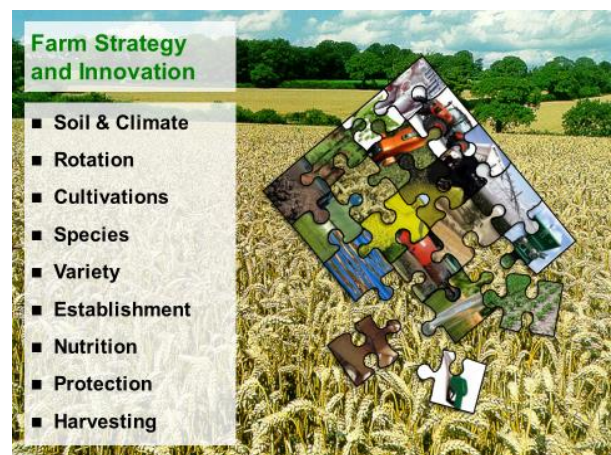 Farm Strategy
and Innovation
■ Soil & Climate
■ Rotation
■ Cultivations
■ Species
■ Variety
■ Establishment
■ Nutrition
■ Protection
■ Harvesting